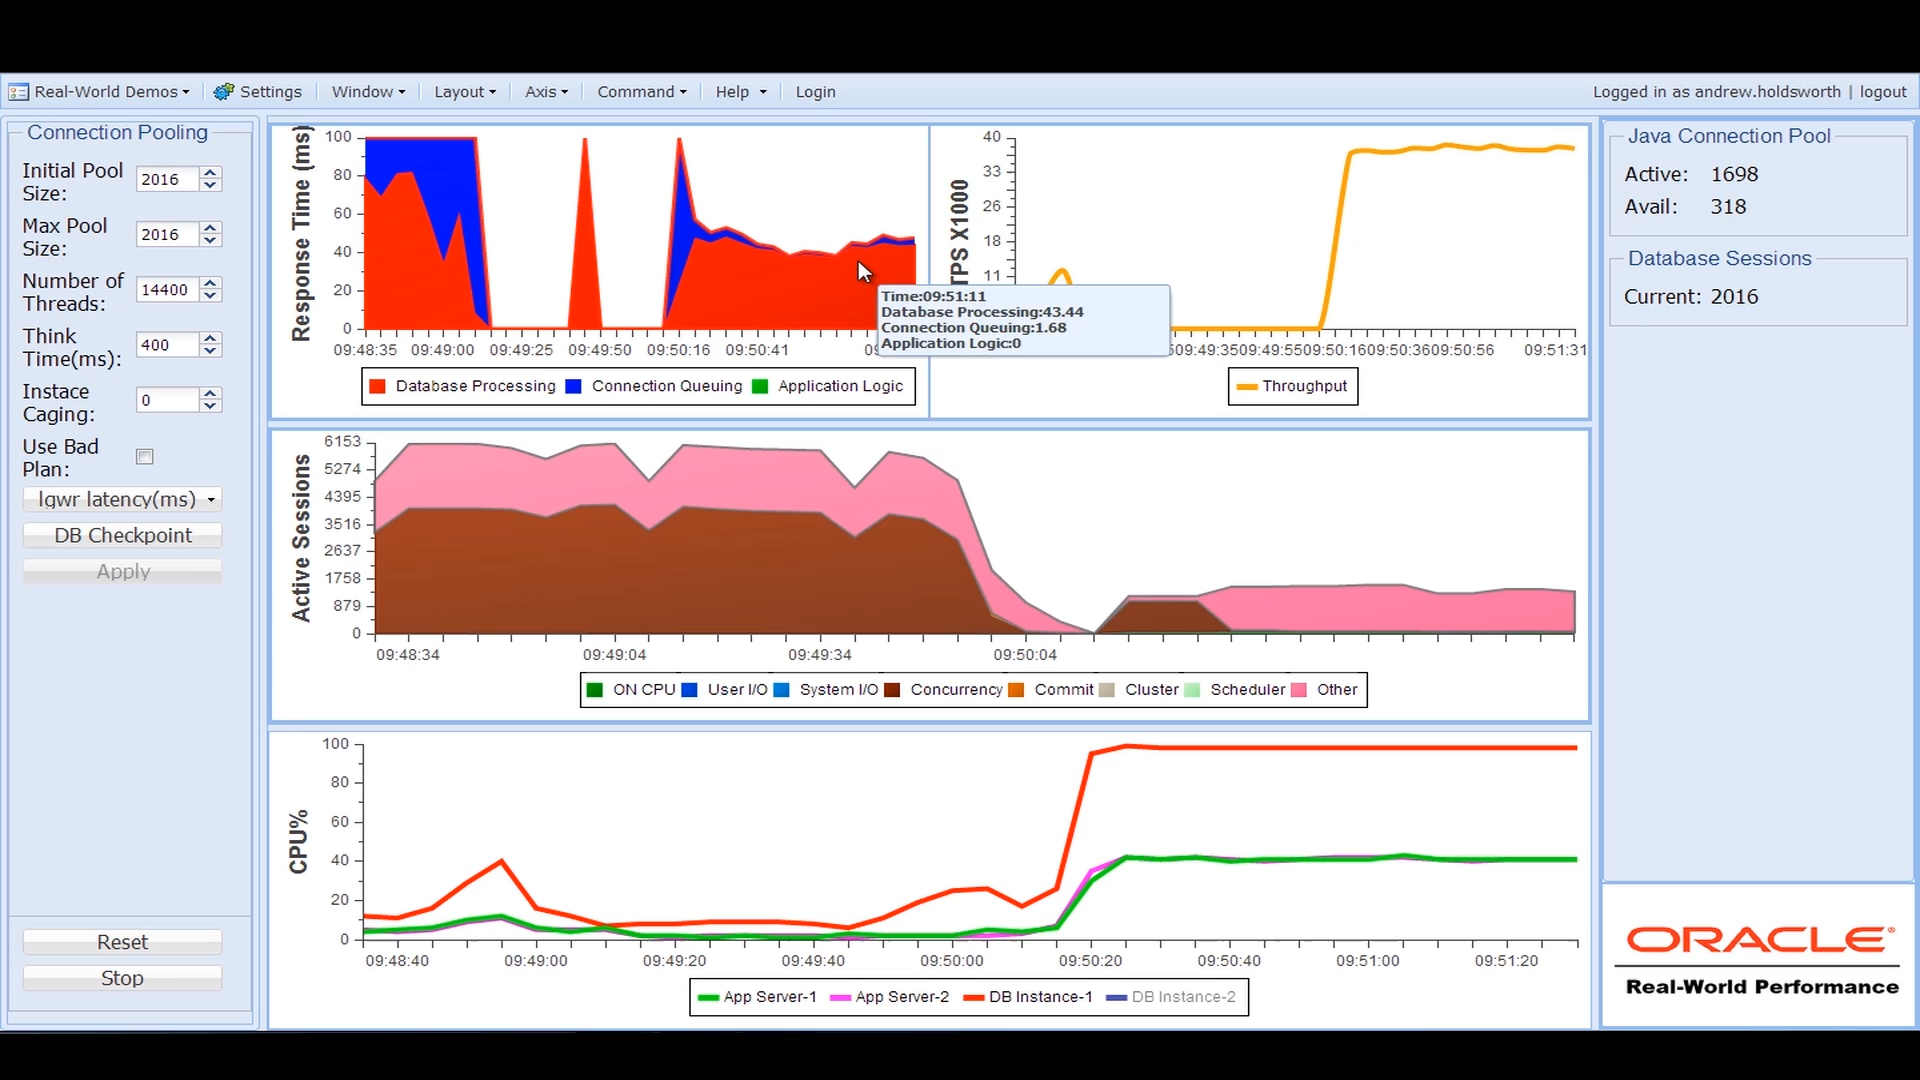 Real-World Demos Settings Window Layout Axis Command Help Login Logged in as andrew.holdsworth | logout
Connection Pooling
Initial Pool Size: 2016
Max Pool Size: 2016
Number of Threads: 14400
Think Time(ms): 400
Instace Caging: 0
Use Bad Plan:
lgwr latency(ms)
DB Checkpoint
Apply
Reset
Stop
Response Time (ms)
100
80
60
40
20
0
09:48:35 09:49:00 09:49:25 09:49:50 09:50:16 09:50:41
Database Processing Connection Queuing Application Logic
Time:09:51:11
Database Processing:43.44
Connection Queuing:1.68
Application Logic:0
TPS X1000
40
33
26
18
11
09:49:35 09:49:55 09:50:16 09:50:36 09:50:56 09:51:31
Throughput
Active Sessions
6153
5274
4395
3516
2637
1758
879
0
09:48:34 09:49:04 09:49:34 09:50:04
ON CPU User I/O System I/O Concurrency Commit Cluster Scheduler Other
CPU%
100
80
60
40
20
0
09:48:40 09:49:00 09:49:20 09:49:40 09:50:00 09:50:20 09:50:40 09:51:00 09:51:20
App Server-1 App Server-2 DB Instance-1 DB Instance-2
Java Connection Pool
Active: 1698
Avail: 318
Database Sessions
Current: 2016
ORACLE®
Real-World Performance